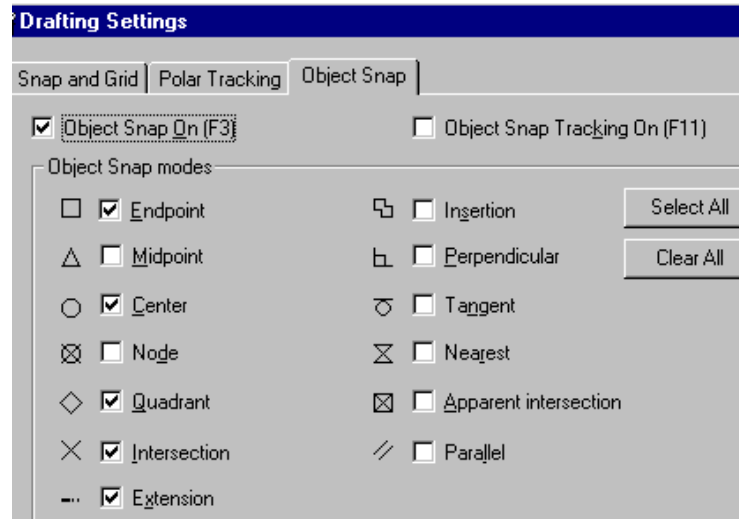 Drafting Settings
Snap and Grid Polar Tracking Object Snap
Object Snap On (F3) Object Snap Tracking On (F11)
Object Snap modes
Endpoint Insertion Select All
Midpoint Perpendicular Clear All
Center Tangent
Node Nearest
Quadrant Apparent intersection
Intersection Parallel
Extension